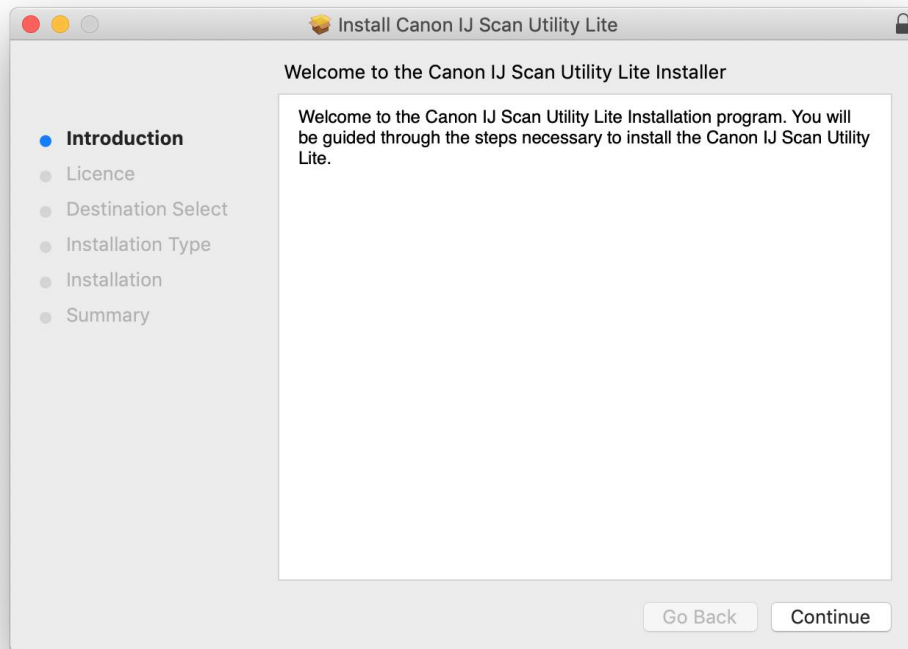 Install Canon IJ Scan Utility Lite
Welcome to the Canon IJ Scan Utility Lite Installer
Introduction
Licence
Destination Select
Installation Type
Installation
Summary
Welcome to the Canon IJ Scan Utility Lite Installation program. You will
be guided through the steps necessary to install the Canon IJ Scan Utility
Lite.
Go Back
Continue